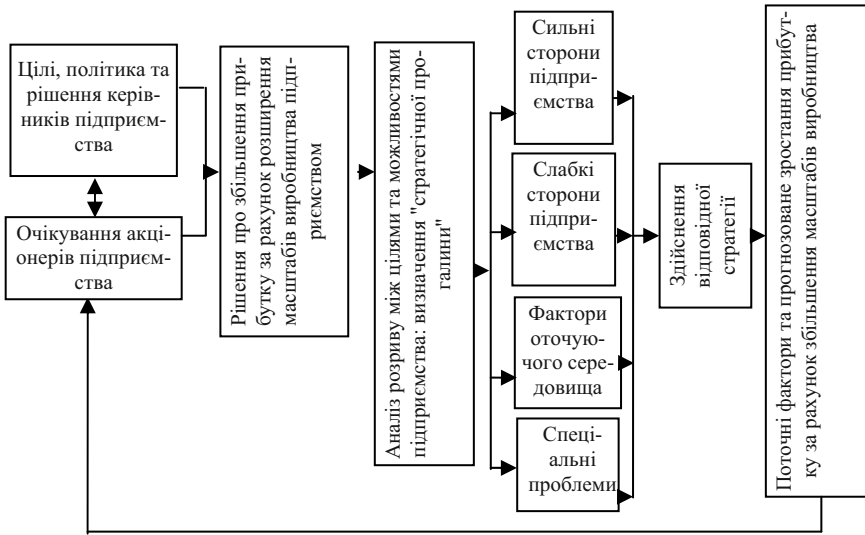 Цілі, політика та
рішення керів-
ників підприєм-
ства
Очікування акці-
онерів підприєм-
ства
Рішення про збільшення при-
бутку за рахунок розширення
масштабів виробництва підп-
риємством
Аналіз розриву між цілями та можливостями
підприємства: визначення "стратегічної про-
галини"
Сильні
сторони
підпри-
ємства
Слабкі
сторони
підпри-
ємства
Фактори
оточую-
чого сере-
довища
Спеці-
альні
проблеми
Здійснення
відповідної
стратегії
Поточні фактори та прогнозоване зростання прибут-
ку за рахунок збільшення масштабів виробництва